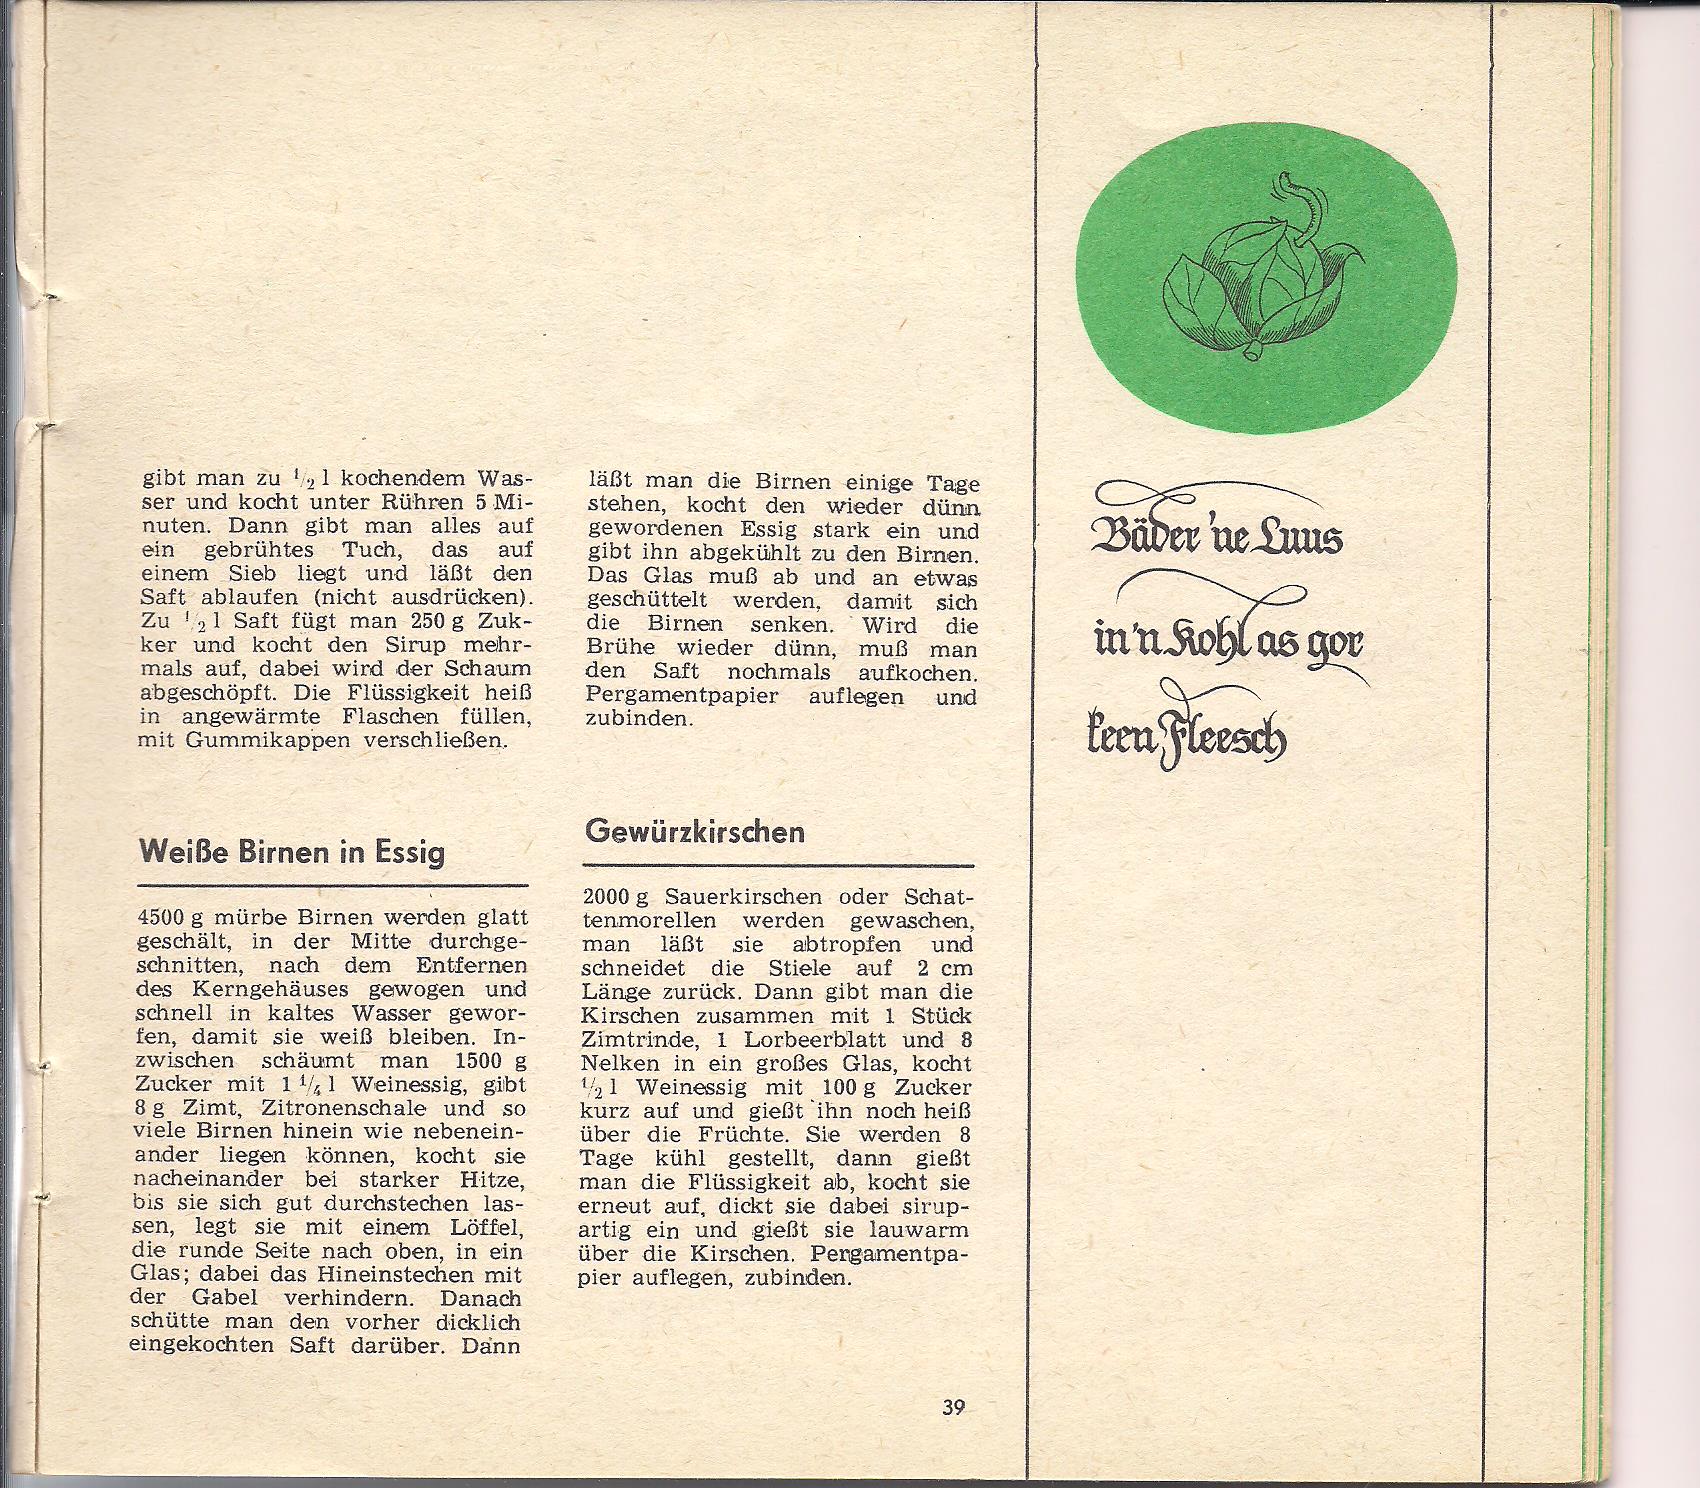 gibt man zu 1/2 l kochendem Was-
ser und kocht unter Rühren 5 Mi-
nuten. Dann gibt man alles auf
ein gebrühtes Tuch, das auf
einem Sieb liegt und läßt den
Saft ablaufen (nicht ausdrücken).
Zu 1/2 l Saft fügt man 250 g Zuk-
ker und kocht den Sirup mehr-
mals auf, dabei wird der Schaum
abgeschöpft. Die Flüssigkeit heiß
in angewärmte Flaschen füllen,
mit Gummikappen verschließen.
Weiße Birnen in Essig
4500 g mürbe Birnen werden glatt
geschält, in der Mitte durchge-
schnitten, nach dem Entfernen
des Kerngehäuses gewogen und
schnell in kaltes Wasser gewor-
fen, damit sie weiß bleiben. In-
zwischen schäumt man 1500 g
Zucker mit 1 1/4 l Weinessig, gibt
8 g Zimt, Zitronenschale und so
viele Birnen hinein wie nebenein-
ander liegen können, kocht sie
nacheinander bei starker Hitze,
bis sie sich gut durchstechen las-
sen, legt sie mit einem Löffel,
die runde Seite nach oben, in ein
Glas; dabei das Hineinstechen mit
der Gabel verhindern. Danach
schütte man den vorher dicklich
eingekochten Saft darüber. Dann
läßt man die Birnen einige Tage
stehen, kocht den wieder dünn
gewordenen Essig stark ein und
gibt ihn abgekühlt zu den Birnen.
Das Glas muß ab und an etwas
geschüttelt werden, damit sich
die Birnen senken. Wird die
Brühe wieder dünn, muß man
den Saft nochmals aufkochen.
Pergamentpapier auflegen und
zubinden.
Gewürzkirschen
2000 g Sauerkirschen oder Schat-
tenmorellen werden gewaschen,
man läßt sie abtropfen und
schneidet die Stiele auf 2 cm
Länge zurück. Dann gibt man die
Kirschen zusammen mit 1 Stück
Zimtrinde, 1 Lorbeerblatt und 8
Nelken in ein großes Glas, kocht
1/2 l Weinessig mit 100 g Zucker
kurz auf und gießt ihn noch heiß
über die Früchte. Sie werden 8
Tage kühl gestellt, dann gießt
man die Flüssigkeit ab, kocht sie
erneut auf, dickt sie dabei sirup-
artig ein und gießt sie lauwarm
über die Kirschen. Pergamentpa-
pier auflegen, zubinden.
39
Bäder 'ne Luus
in'n Kohl as gor
keen Fleesch